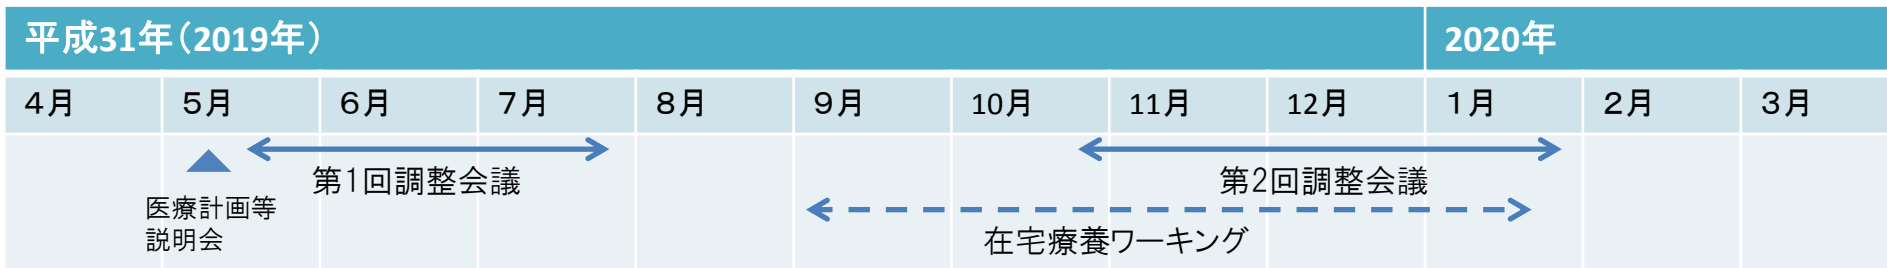 平成31年(2019年)
2020年
4月
5月
6月
7月
8月
9月
10月
11月
12月
1月
2月
3月
第1回調整会議
第2回調整会議
医療計画等
説明会
在宅療養ワーキング